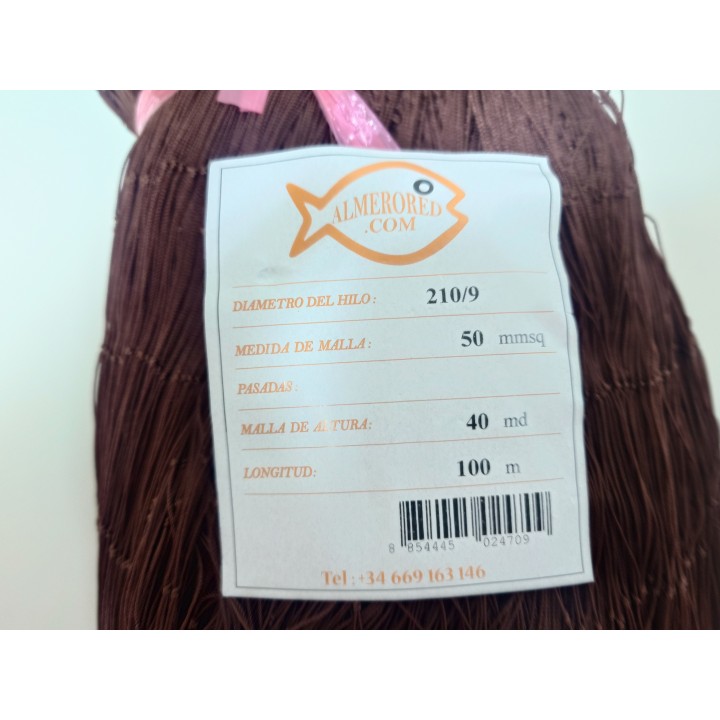 ALMERORED
.COM
DIAMETRO DEL HILO: 210/9
MEDIDA DE MALLA: 50 mmsq
PASADAS:
MALLA DE ALTURA: 40 md
LONGITUD: 100 m
8 854445 024709
Tel : +34 669 163 146